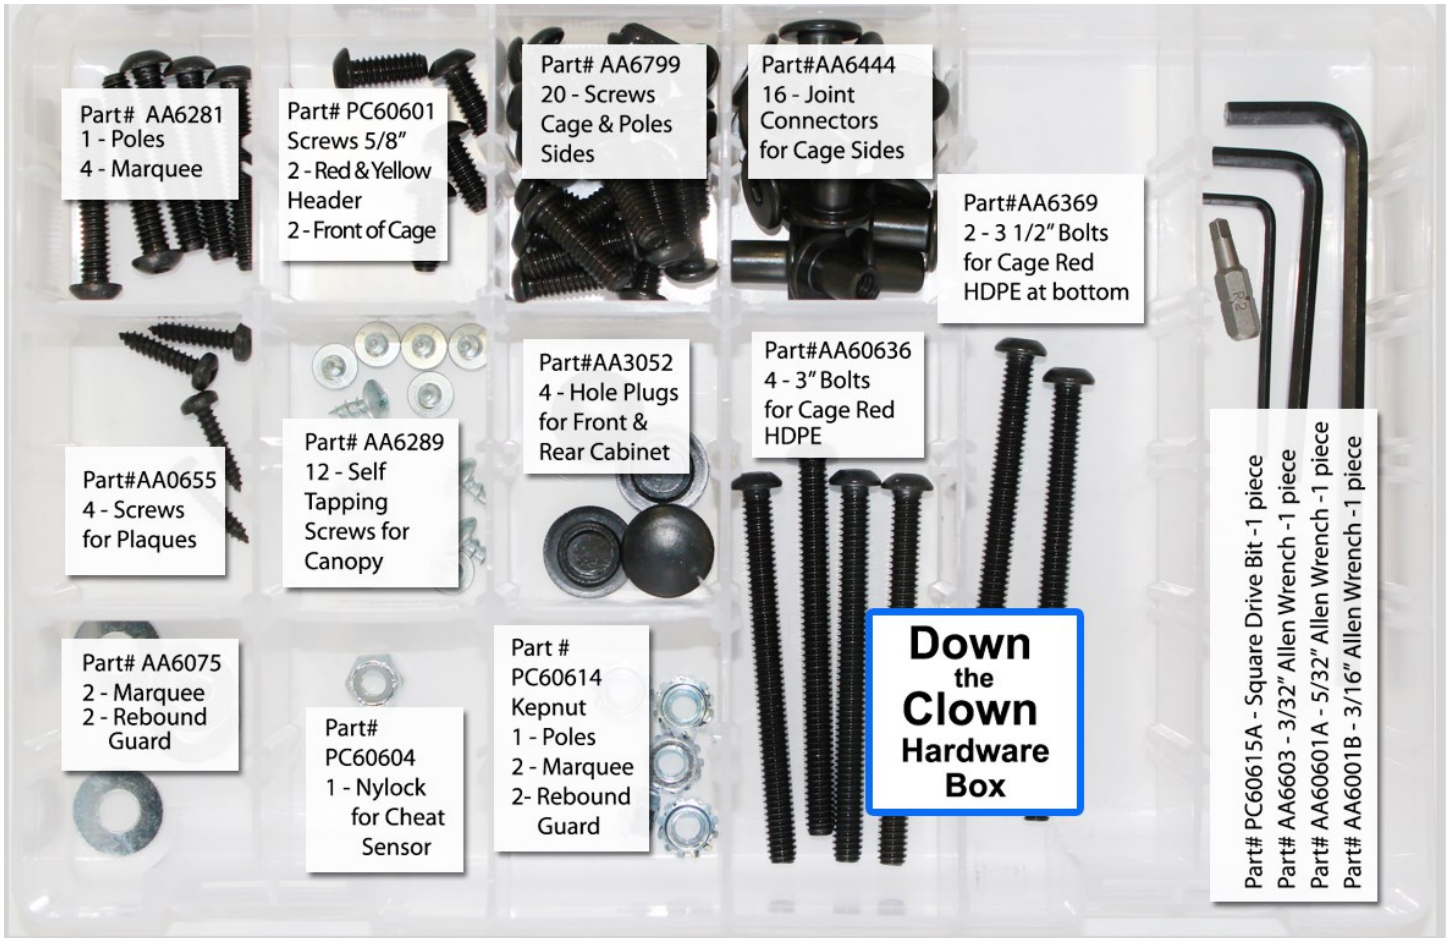 Part# AA6281
1 - Poles
4 - Marquee
Part# PC60601
Screws 5/8"
2 - Red & Yellow
Header
2 - Front of Cage
Part# AA6799
20 - Screws
Cage & Poles
Sides
Part#AA6444
16 - Joint
Connectors
for Cage Sides
Part#AA6369
2 - 3 1/2" Bolts
for Cage Red
HDPE at bottom
R2
Part#AA0655
4 - Screws
for Plaques
Part# AA6289
12 - Self
Tapping
Screws for
Canopy
Part#AA3052
4 - Hole Plugs
for Front &
Rear Cabinet
Part#AA60636
4 - 3" Bolts
for Cage Red
HDPE
Part# AA6075
2 - Marquee
2 - Rebound
Guard
Part#
PC60604
1 - Nylock
for Cheat
Sensor
Part #
PC60614
Kepnut
1 - Poles
2 - Marquee
2- Rebound
Guard
Down
the
Clown
Hardware
Box
Part# PC60615A - Square Drive Bit -1 piece
Part# AA6603 - 3/32" Allen Wrench -1 piece
Part# AA60601A - 5/32" Allen Wrench -1 piece
Part# AA6001B - 3/16" Allen Wrench -1 piece